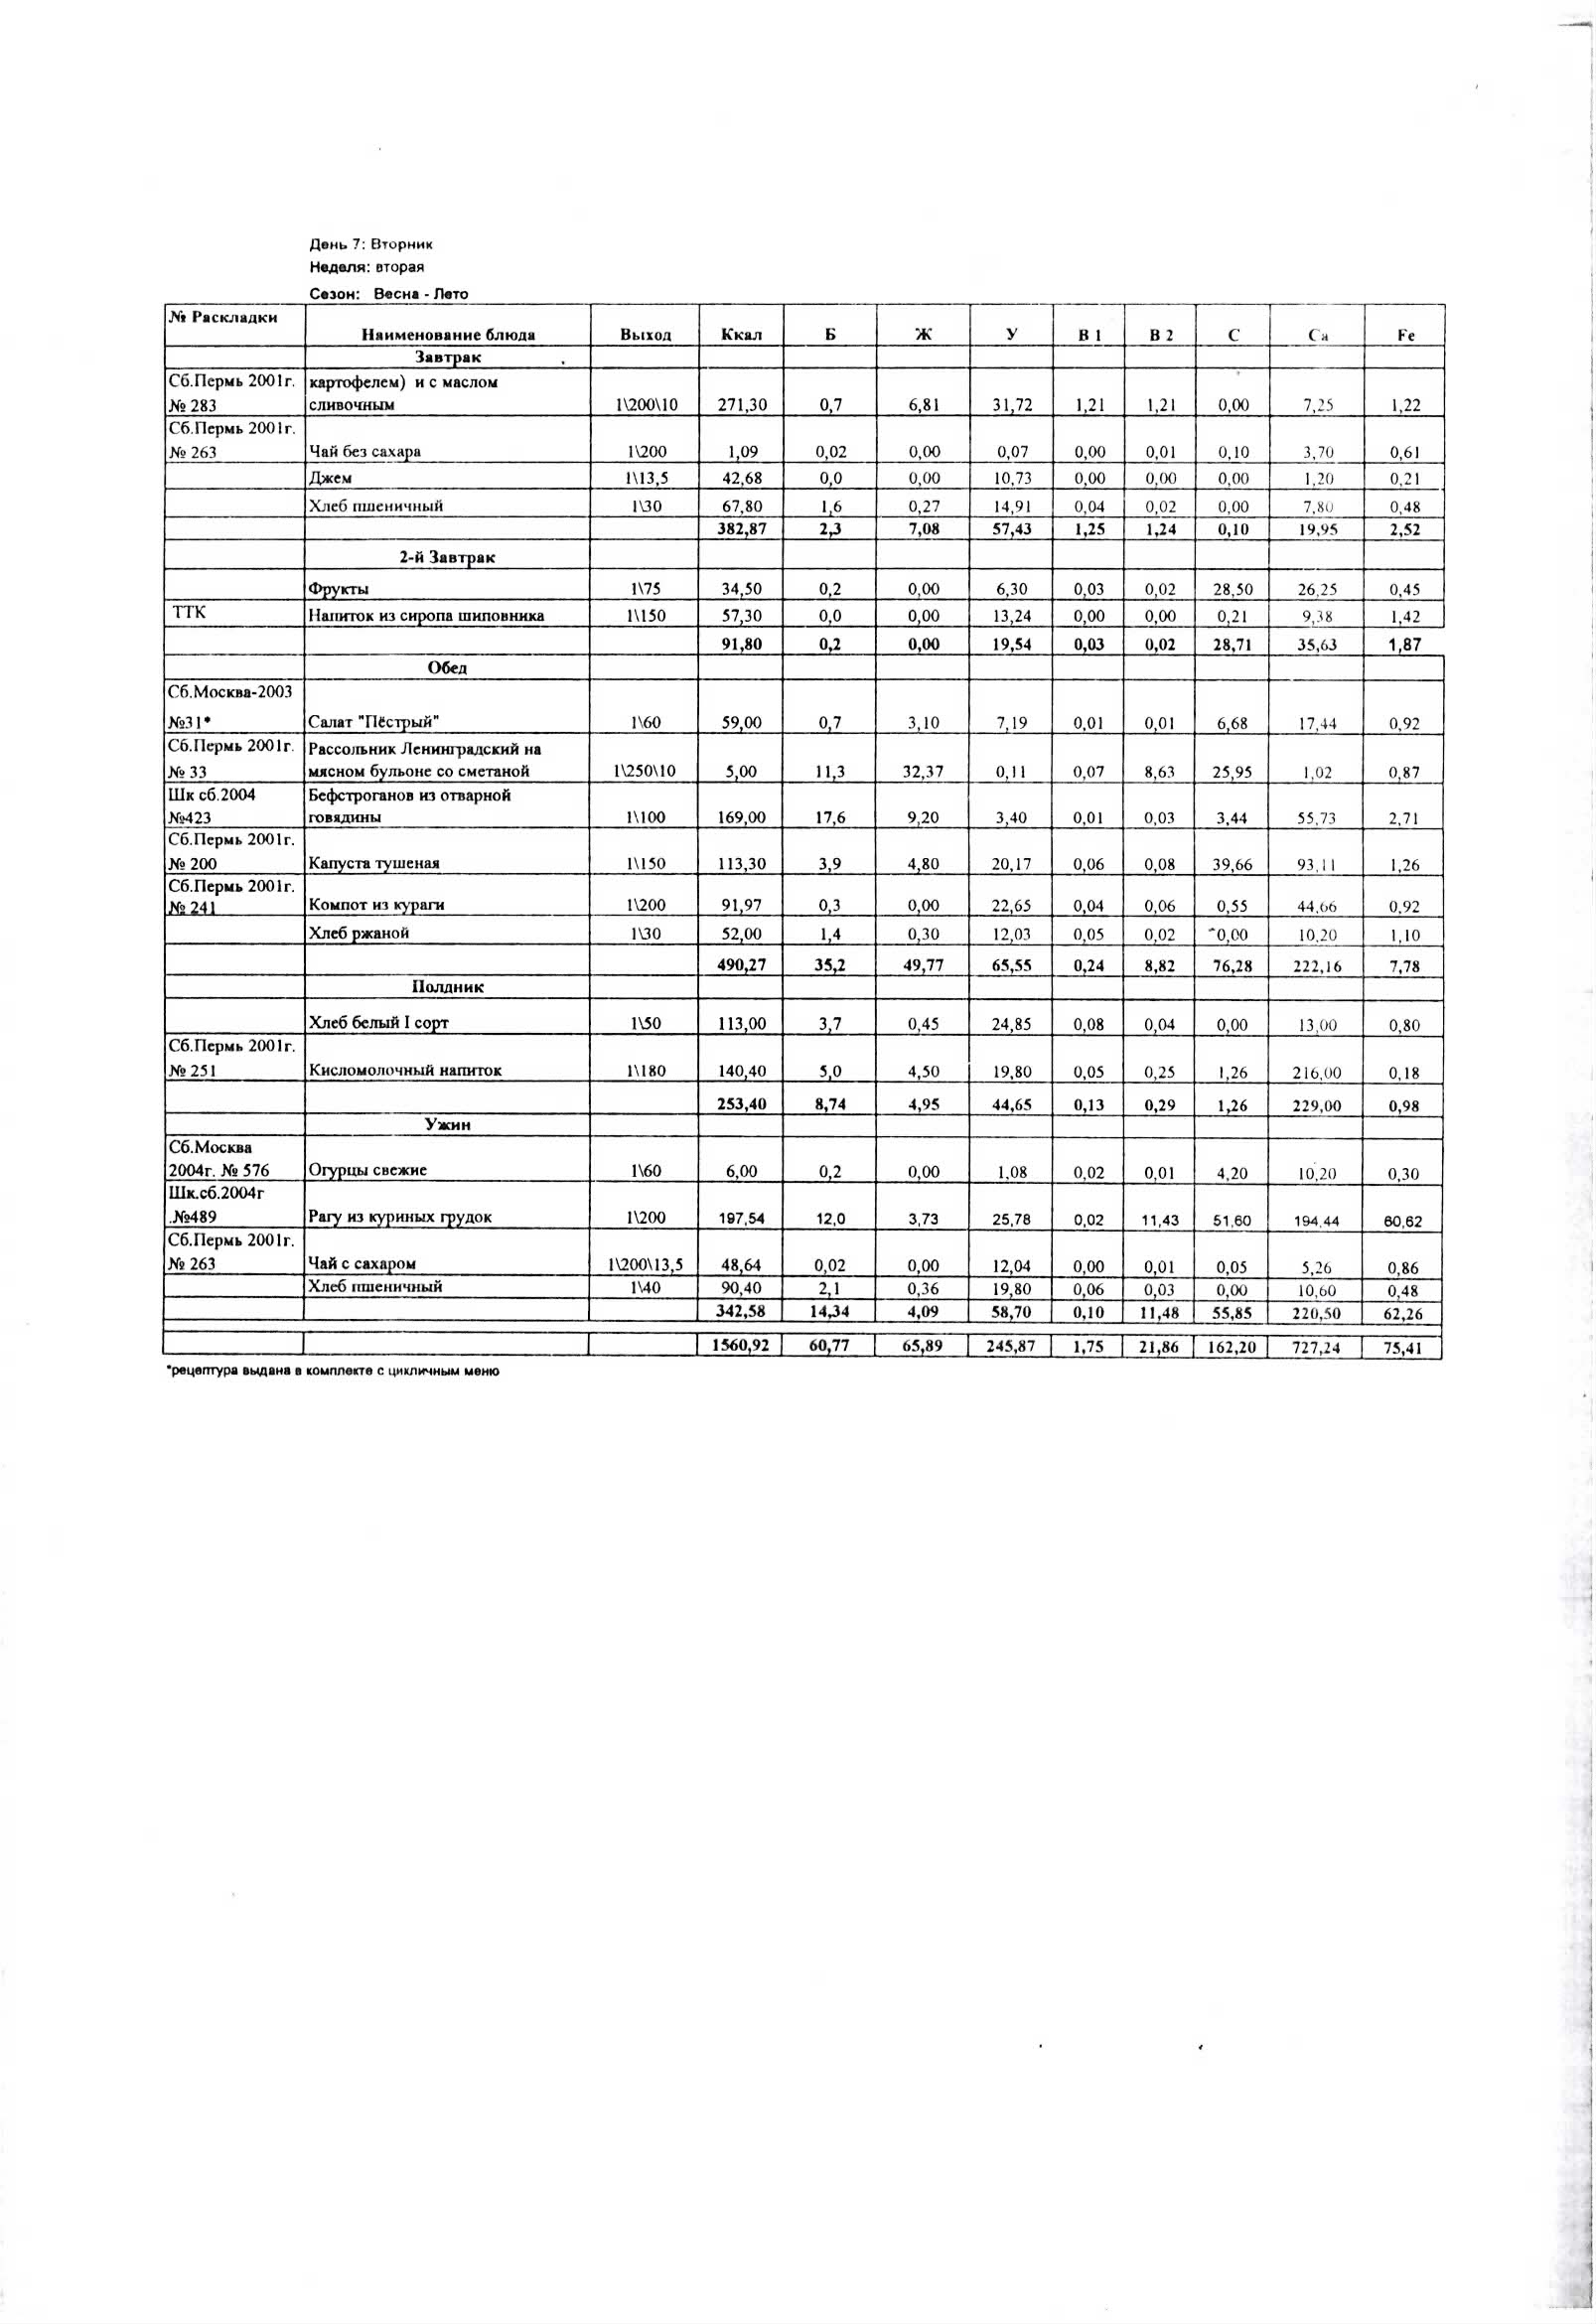 День 7: Вторник
Неделя: вторая
Сезон: Весна - Лето
№ Раскладки Наименование блюда Выход Ккал Б Ж У В 1 В 2 С Ca Fe
Завтрак
Сб.Пермь 2001г. № 283 картофелем) и с маслом сливочным 1\200\10 271,30 0,7 6,81 31,72 1,21 1,21 0,00 7,25 1,22
Сб.Пермь 2001г. № 263 Чай без сахара 1\200 1,09 0,02 0,00 0,07 0,00 0,01 0,10 3,70 0,61
Джем 1\13,5 42,68 0,0 0,00 10,73 0,00 0,00 0,00 1,20 0,21
Хлеб пшеничный 1\30 67,80 1,6 0,27 14,91 0,04 0,02 0,00 7,80 0,48
382,87 2,3 7,08 57,43 1,25 1,24 0,10 19,95 2,52
2-й Завтрак
Фрукты 1\75 34,50 0,2 0,00 6,30 0,03 0,02 28,50 26,25 0,45
ТТК Напиток из сиропа шиповника 1\150 57,30 0,0 0,00 13,24 0,00 0,00 0,21 9,38 1,42
91,80 0,2 0,00 19,54 0,03 0,02 28,71 35,63 1,87
Обед
Сб.Москва-2003 №31* Салат "Пёстрый" 1\60 59,00 0,7 3,10 7,19 0,01 0,01 6,68 17,44 0,92
Сб.Пермь 2001г. № 33 Рассольник Ленинградский на мясном бульоне со сметаной 1\250\10 5,00 11,3 32,37 0,11 0,07 8,63 25,95 1,02 0,87
Шк сб.2004 №423 Бефстроганов из отварной говядины 1\100 169,00 17,6 9,20 3,40 0,01 0,03 3,44 55,73 2,71
Сб.Пермь 2001г. № 200 Капуста тушеная 1\150 113,30 3,9 4,80 20,17 0,06 0,08 39,66 93,11 1,26
Сб.Пермь 2001г. № 241 Компот из кураги 1\200 91,97 0,3 0,00 22,65 0,04 0,06 0,55 44,66 0,92
Хлеб ржаной 1\30 52,00 1,4 0,30 12,03 0,05 0,02 0,00 10,20 1,10
490,27 35,2 49,77 65,55 0,24 8,82 76,28 222,16 7,78
Полдник
Хлеб белый I сорт 1\50 113,00 3,7 0,45 24,85 0,08 0,04 0,00 13,00 0,80
Сб.Пермь 2001г. № 251 Кисломолочный напиток 1\180 140,40 5,0 4,50 19,80 0,05 0,25 1,26 216,00 0,18
253,40 8,74 4,95 44,65 0,13 0,29 1,26 229,00 0,98
Ужин
Сб.Москва 2004г. № 576 Огурцы свежие 1\60 6,00 0,2 0,00 1,08 0,02 0,01 4,20 10,20 0,30
Шк.сб.2004г .№489 Рагу из куриных грудок 1\200 197,54 12,0 3,73 25,78 0,02 11,43 51,60 194,44 60,62
Сб.Пермь 2001г. № 263 Чай с сахаром 1\200\13,5 48,64 0,02 0,00 12,04 0,00 0,01 0,05 5,26 0,86
Хлеб пшеничный 1\40 90,40 2,1 0,36 19,80 0,06 0,03 0,00 10,60 0,48
342,58 14,34 4,09 58,70 0,10 11,48 55,85 220,50 62,26
1560,92 60,77 65,89 245,87 1,75 21,86 162,20 727,24 75,41
*рецептура выдана в комплекте с цикличным меню